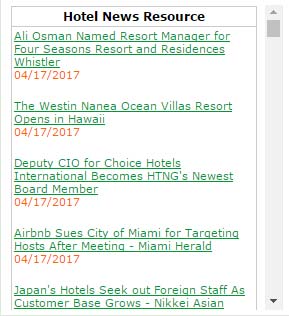 Hotel News Resource
Ali Osman Named Resort Manager for
Four Seasons Resort and Residences
Whistler
04/17/2017
The Westin Nanea Ocean Villas Resort
Opens in Hawaii
04/17/2017
Deputy CIO for Choice Hotels
International Becomes HTNG's Newest
Board Member
04/17/2017
Airbnb Sues City of Miami for Targeting
Hosts After Meeting - Miami Herald
04/17/2017
Japan's Hotels Seek out Foreign Staff As
Customer Base Grows - Nikkei Asian